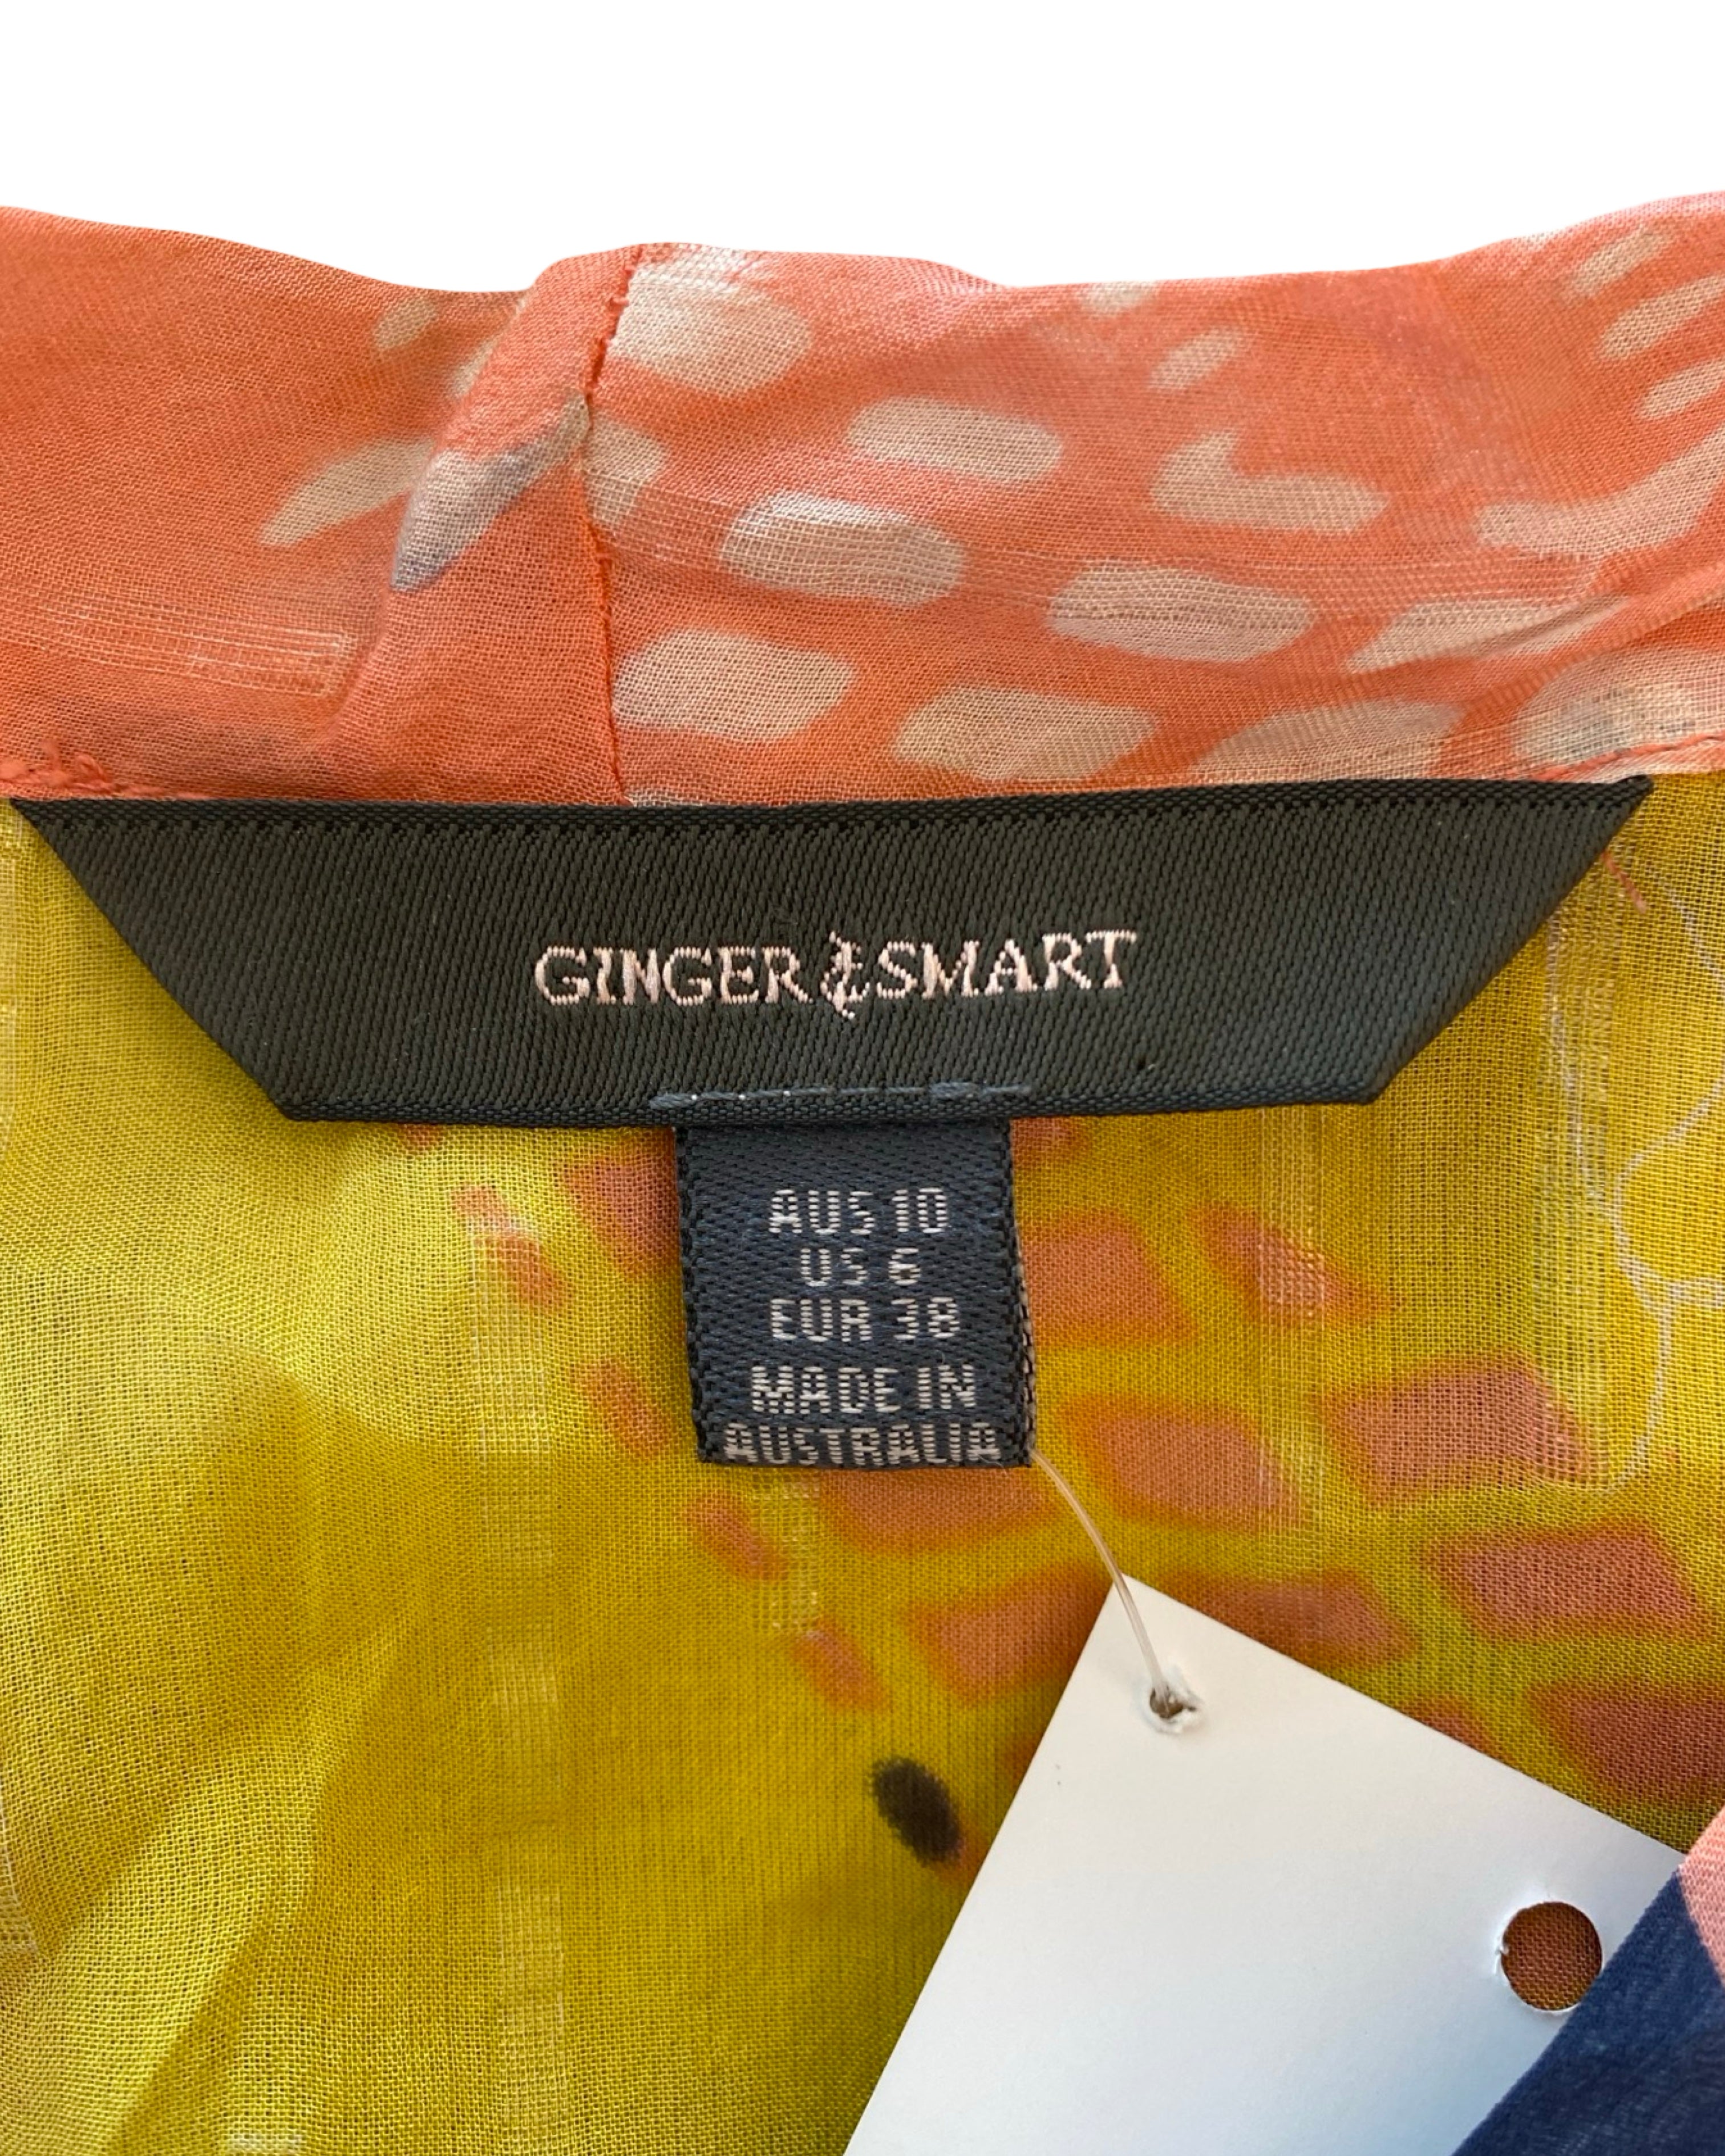 GINGER & SMART
AUS 10
US 6
EUR 38
MADE IN
AUSTRALIA